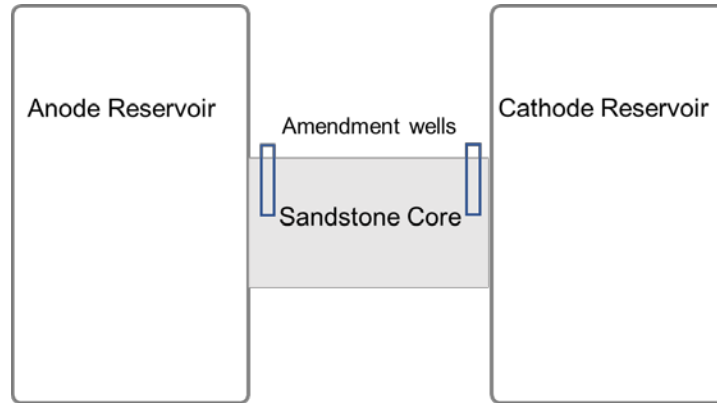 Anode Reservoir
Cathode Reservoir
Amendment wells
Sandstone Core